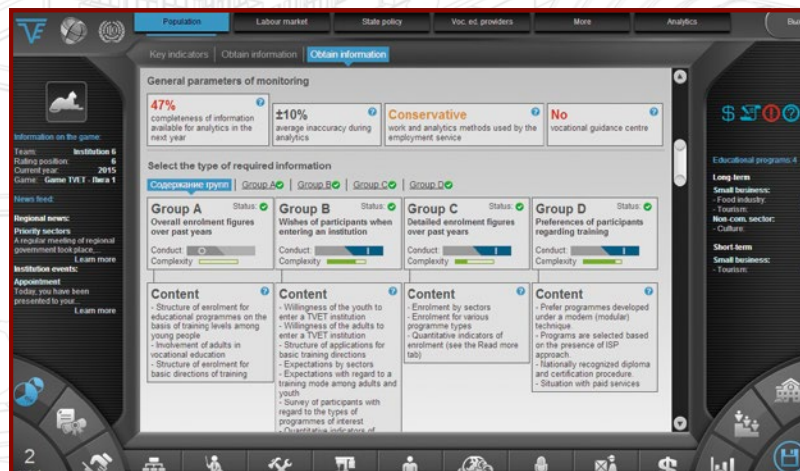 TVE
Population
Labour market
State policy
Voc. ed. providers
More
Analytics
Key indicators
Obtain information
Obtain information
Information on the game:
Team: Institution 6
Rating position: 6
Current year: 2015
Game: Game TVET - Лига 1
News feed:
Regional news:
Priority sectors
A regular meeting of regional
government took place,...
Learn more
Institution events:
Appointment
Today, you have been
presented to your...
Learn more
General parameters of monitoring
47%
completeness of information
available for analytics in the
next year
±10%
average inaccuracy during
analytics
Conservative
work and analytics methods used by the
employment service
No
vocational guidance centre
Select the type of required information
Содержание групп
Group A
Group B
Group C
Group D
Group A
Status:
Overall enrolment figures
over past years
Conduct:
Complexity
Group B
Status:
Wishes of participants when
entering an institution
Conduct:
Complexity
Group C
Status:
Detailed enrolment figures
over past years
Conduct:
Complexity
Group D
Status:
Preferences of participants
regarding training
Conduct:
Complexity
Content
- Structure of enrolment for
educational programmes on the
basis of training levels among
young people
- Involvement of adults in
vocational education
- Structure of enrolment for
basic directions of training
Content
- Willingness of the youth to
enter a TVET institution
- Willingness of the adults to
enter a TVET institution
- Structure of applications for
basic training directions
- Expectations by sectors
- Expectations with regard to a
training mode among adults and
youth
- Survey of participants with
regard to the types of
programmes of interest
- Quantitative indicators of
Content
- Enrolment by sectors
- Enrolment for various
programme types
- Quantitative indicators of
enrolment (see the Read more
tab)
Content
- Prefer programmes developed
under a modern (modular)
technique.
- Programs are selected based
on the presence of ISP
approach.
- Nationally recognized diploma
and certification procedure.
- Situation with paid services
Educational programs: 4
Long-term
Small business:
- Food industry;
- Tourism;
Non-com. sector:
- Culture;
Short-term
Small business:
- Tourism;
2